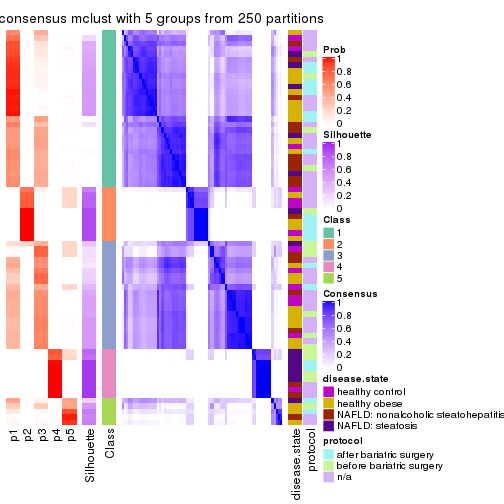 consensus mclust with 5 groups from 250 partitions
Prob
1
0.8
0.6
0.4
0.2
0
Silhouette
1
0.8
0.6
0.4
0.2
0
Class
1
2
3
4
5
Consensus
1
0.8
0.6
0.4
0.2
0
disease.state
healthy control
healthy obese
NAFLD: nonalcoholic steatohepatitis
NAFLD: steatosis
protocol
after bariatric surgery
before bariatric surgery
n/a
p1
p2
p3
p4
p5
Silhouette
Class
disease.state
protocol